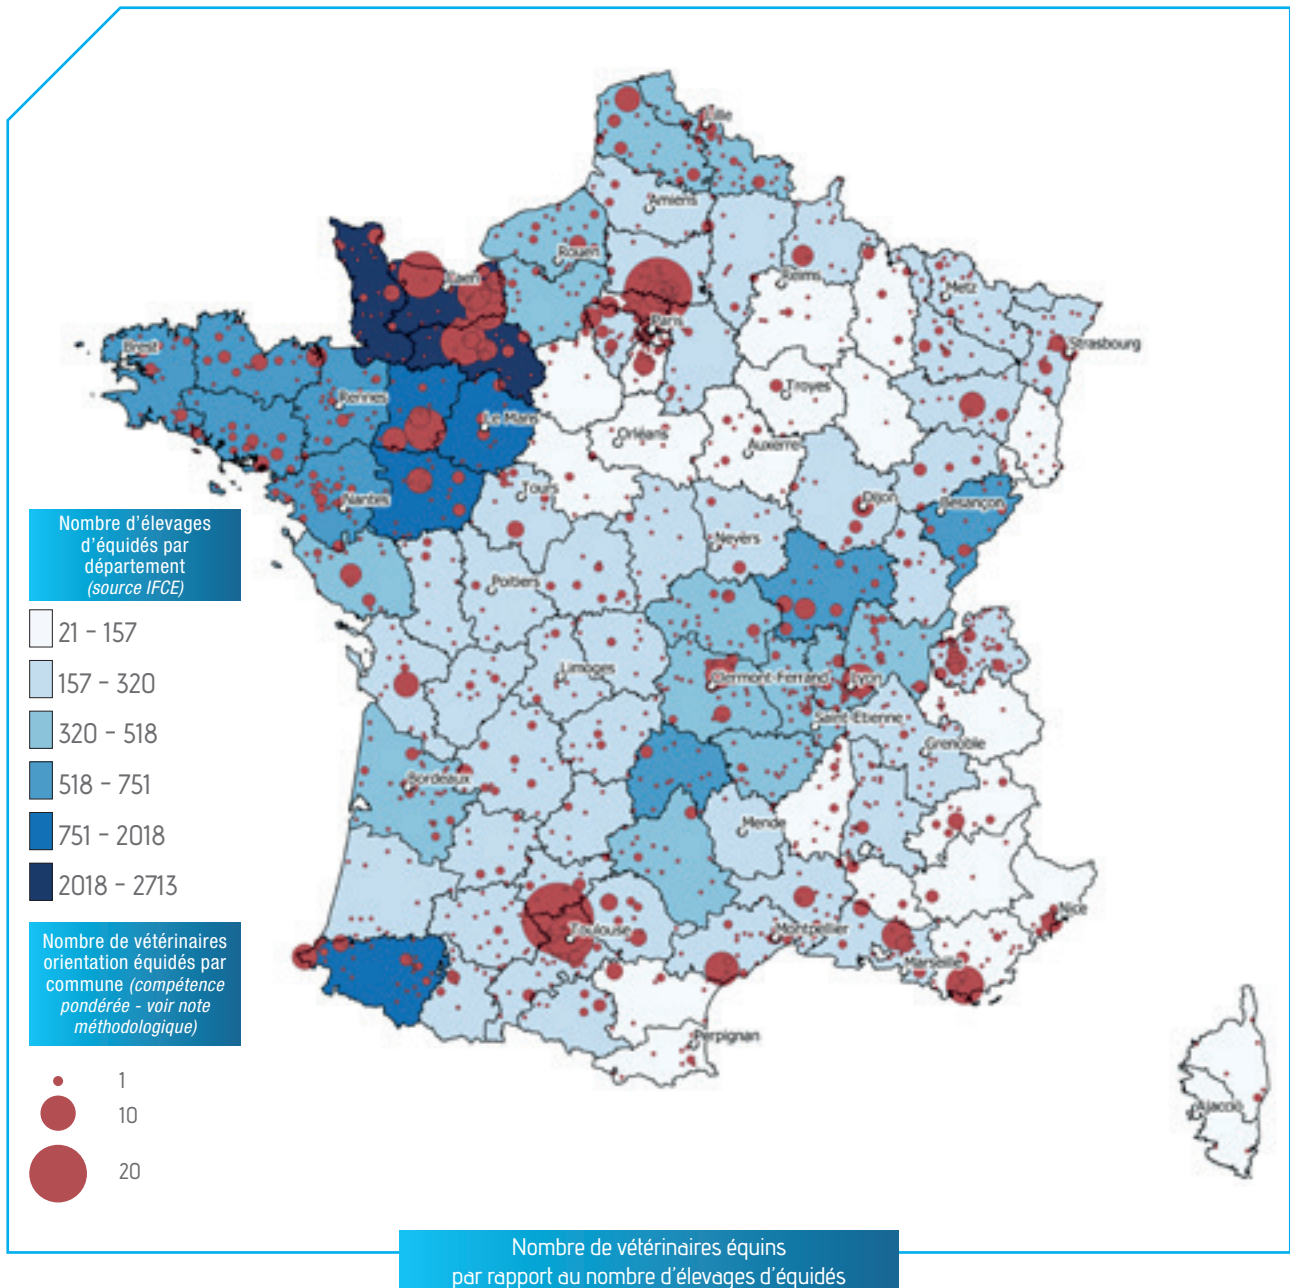 Lille
Amiens
Rouen
Caen
Reims
Metz
Paris
Strasbourg
Brest
Troyes
Rennes
Le Mans
Orléans
Auxerre
Nantes
Tours
Dijon
Besançon
Nevers
Poitiers
Limoges
Clermont-Ferrand
Lyon
Saint-Etienne
Grenoble
Bordeaux
Mende
Nice
Toulouse
Montpellier
Marseille
Perpignan
Ajaccio
Nombre d'élevages
d'équidés par
département
(source IFCE)
21 – 157
157 – 320
320 – 518
518 – 751
751 – 2018
2018 – 2713
Nombre de vétérinaires
orientation équidés par
commune (compétence
pondérée - voir note
méthodologique)
1
10
20
Nombre de vétérinaires équins
par rapport au nombre d'élevages d'équidés